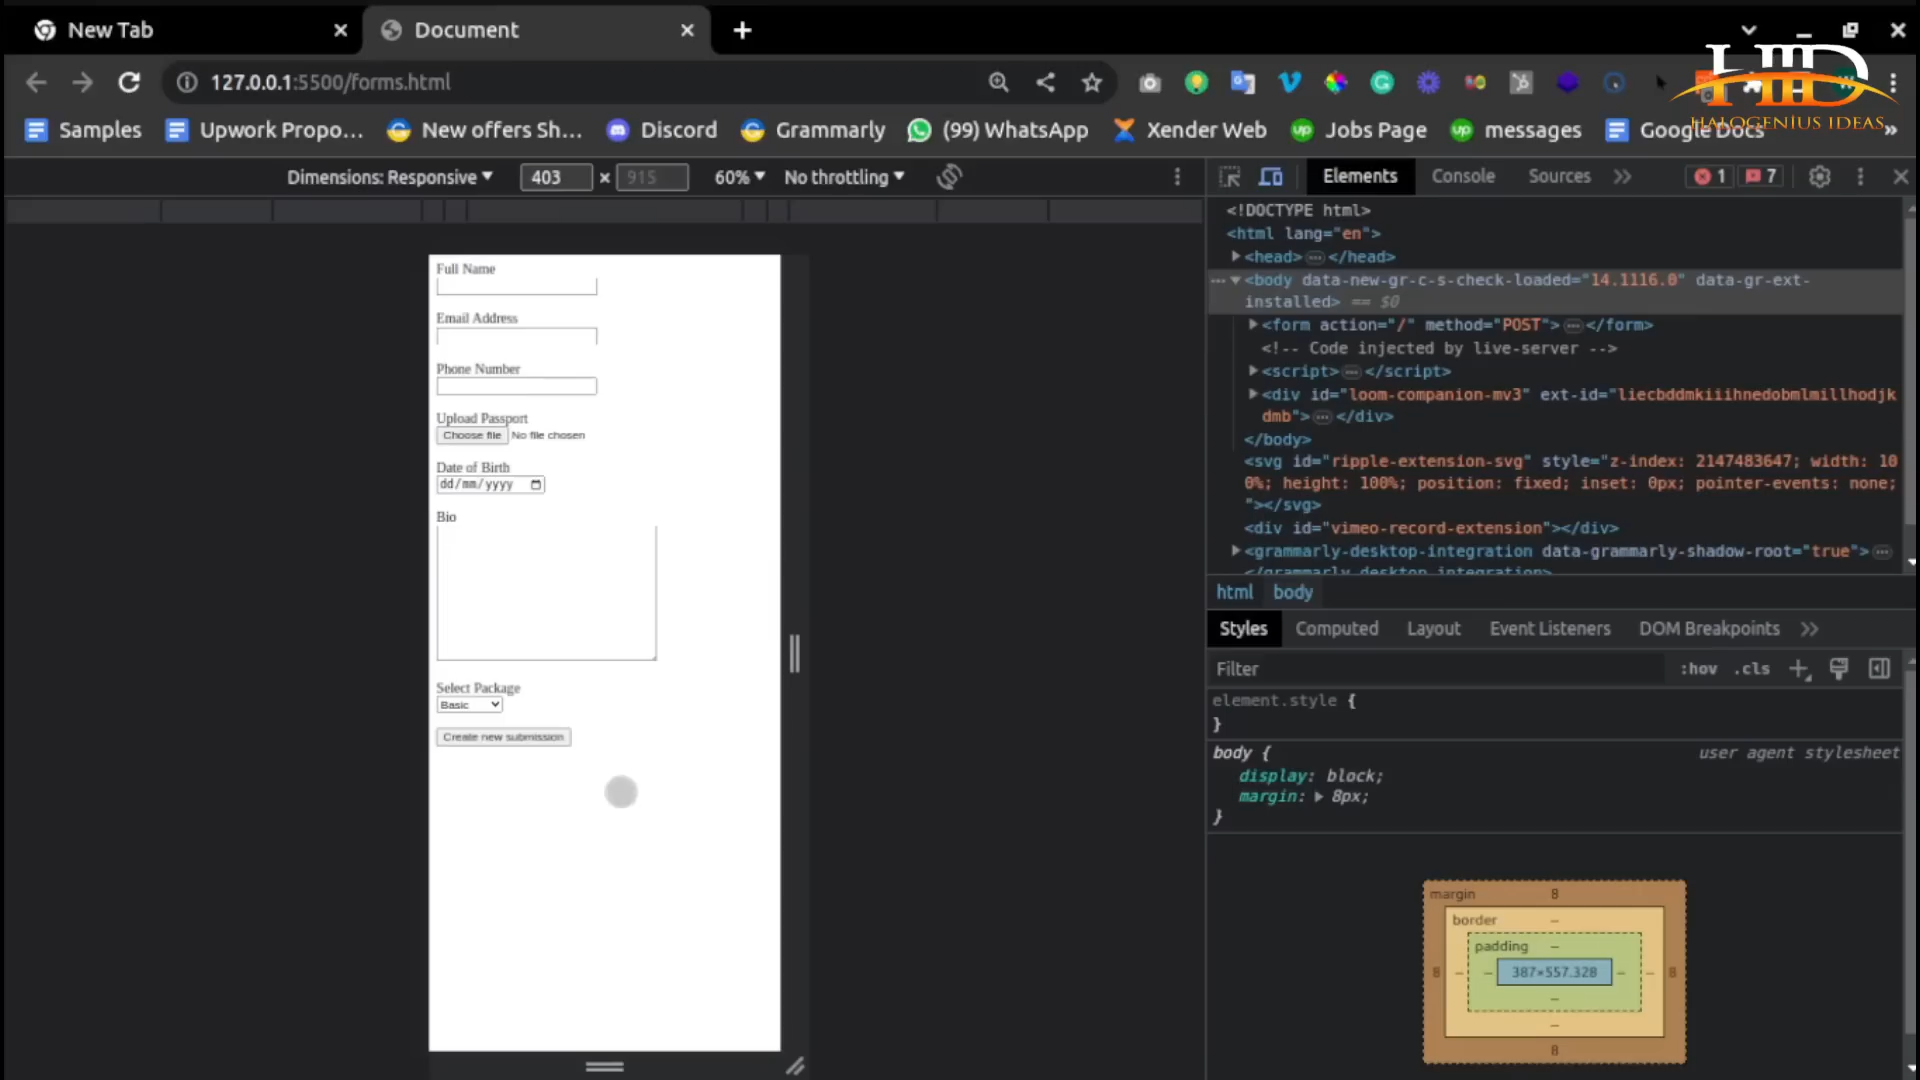 New Tab
Document
127.0.0.1:5500/forms.html
HID
HALOGENIUS IDEAS
Samples
Upwork Propo...
New offers Sh...
Discord
Grammarly
(99) WhatsApp
Xender Web
Jobs Page
messages
Google Docs
Dimensions: Responsive
403
×
915
60%
No throttling
Elements
Console
Sources
1
7
<!DOCTYPE html>
<html lang="en">
<head> </head>
<body data-new-gr-c-s-check-loaded="14.1116.0" data-gr-ext-
installed> == $0
<form action="/" method="POST"> </form>
<!-- Code injected by live-server -->
<script> </script>
<div id="loom-companion-mv3" ext-id="liecbddmkiiihnedobmlmillhodjk
dmb"> </div>
</body>
<svg id="ripple-extension-svg" style="z-index: 2147483647; width: 10
0%; height: 100%; position: fixed; inset: 0px; pointer-events: none;
"></svg>
<div id="vimeo-record-extension"></div>
<grammarly-desktop-integration data-grammarly-shadow-root="true">
</grammarly-desktop-integration>
html
body
Styles
Computed
Layout
Event Listeners
DOM Breakpoints
Filter
:hov
.cls
element.style {
}
body {
user agent stylesheet
display: block;
margin: 8px;
}
margin
8
border
–
padding
–
8
–
–
387×557.328
–
–
8
–
–
8
Full Name
Email Address
Phone Number
Upload Passport
Choose file
No file chosen
Date of Birth
dd/mm/yyyy
Bio
Select Package
Basic
Create new submission